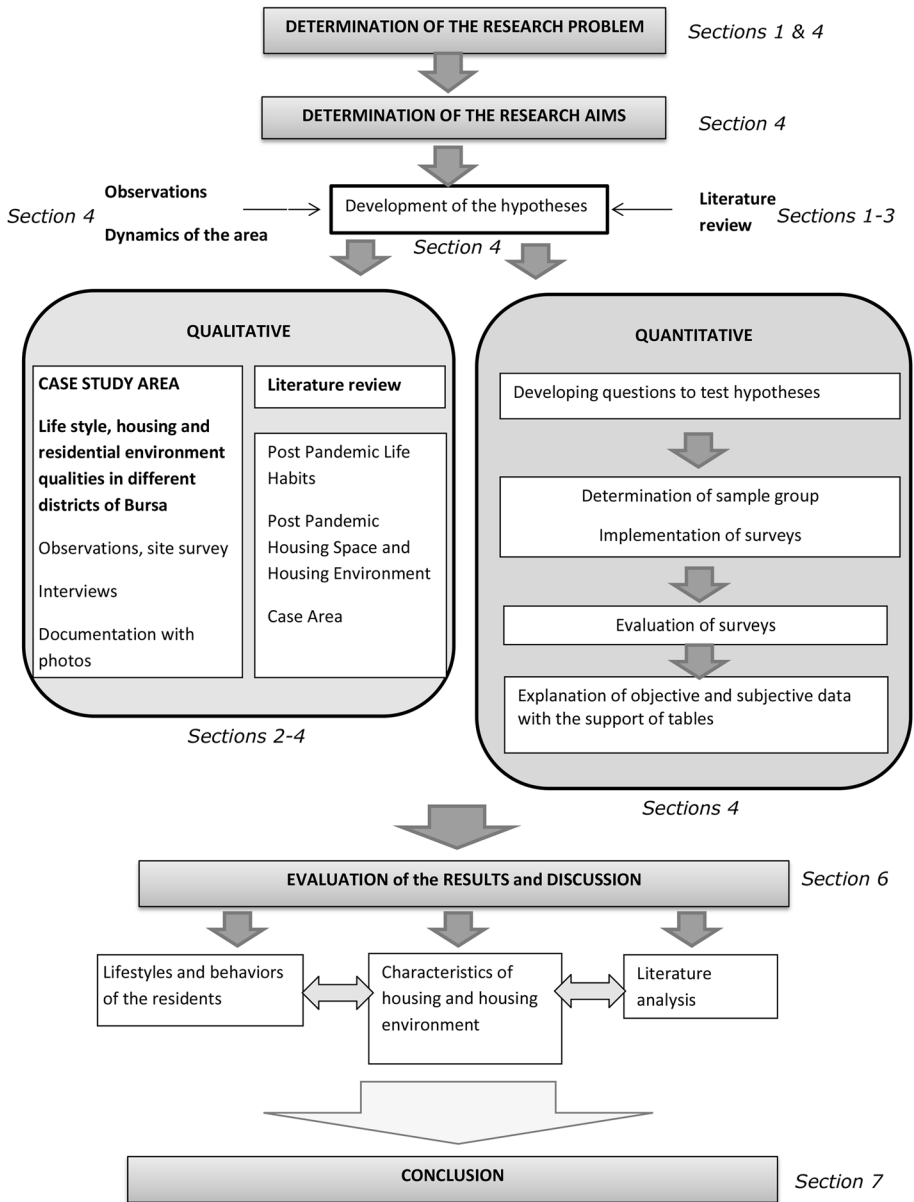 DETERMINATION OF THE RESEARCH PROBLEM
Sections 1 & 4
DETERMINATION OF THE RESEARCH AIMS
Section 4
Observations
Section 4
Dynamics of the area
Development of the hypotheses
Section 4
Literature
review
Sections 1-3
QUALITATIVE
CASE STUDY AREA
Life style, housing and
residential environment
qualities in different
districts of Bursa
Observations, site survey
Interviews
Documentation with
photos
Literature review
Post Pandemic Life
Habits
Post Pandemic
Housing Space and
Housing Environment
Case Area
Sections 2-4
QUANTITATIVE
Developing questions to test hypotheses
Determination of sample group
Implementation of surveys
Evaluation of surveys
Explanation of objective and subjective data
with the support of tables
Sections 4
EVALUATION of the RESULTS and DISCUSSION
Section 6
Lifestyles and behaviors
of the residents
Characteristics of
housing and housing
environment
Literature
analysis
CONCLUSION
Section 7